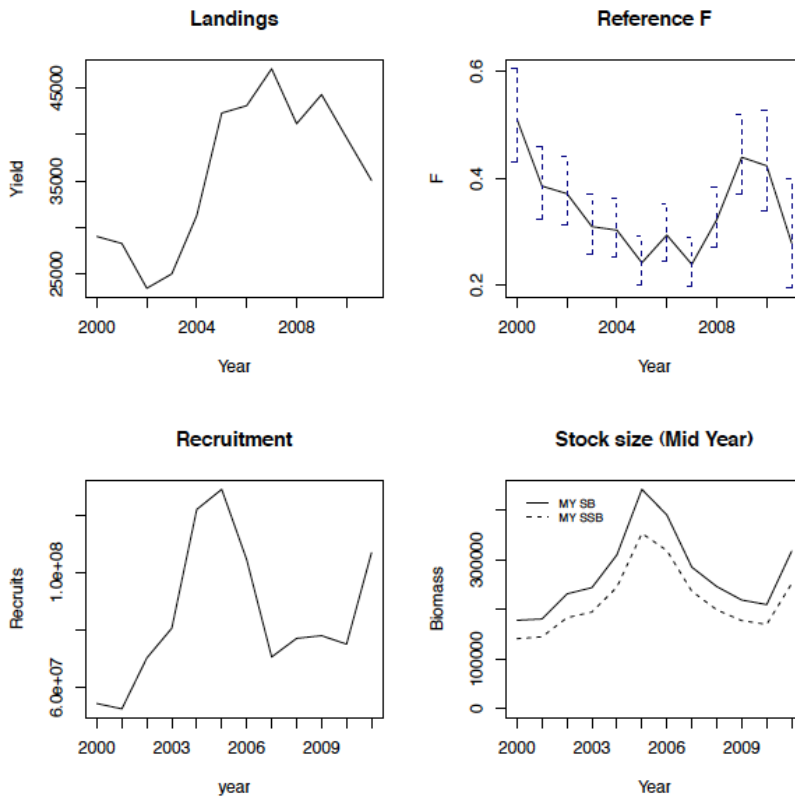 Landings
Yield
45000
35000
25000
2000
2004
2008
Year
Reference F
F
0.6
0.4
0.2
2000
2004
2008
Year
Recruitment
Recruits
1.0e+08
6.0e+07
2000
2003
2006
2009
year
Stock size (Mid Year)
MY SB
MY SSB
Biomass
300000
100000
0
2000
2003
2006
2009
Year